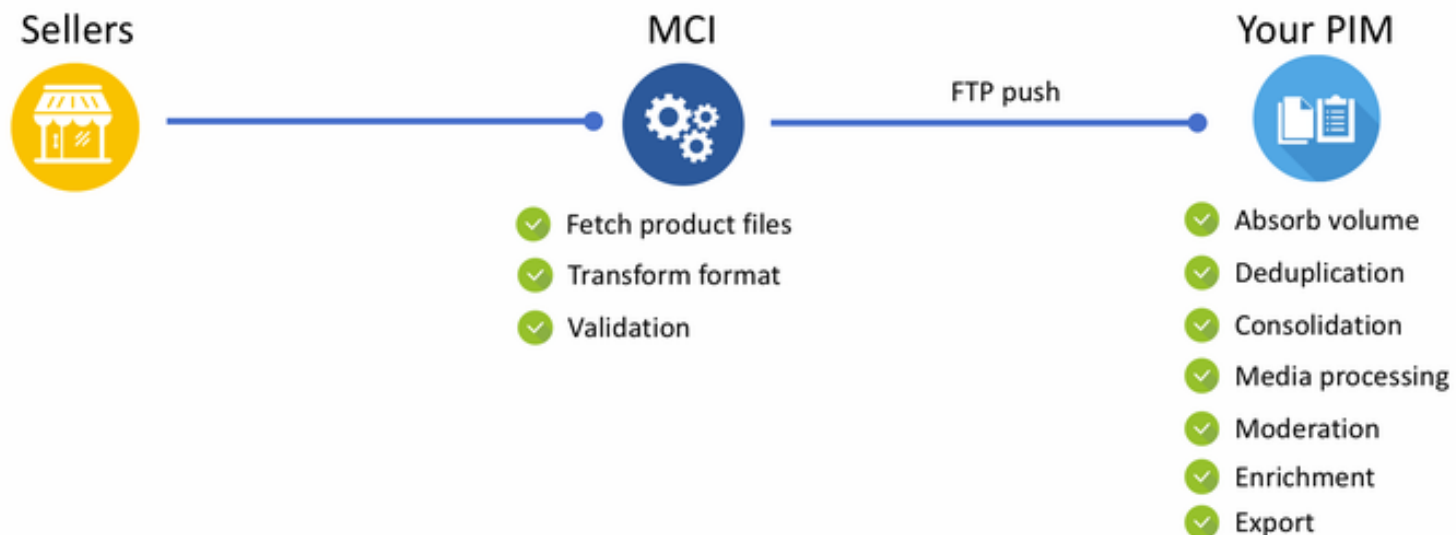 Sellers
MCI
Your PIM
FTP push
Fetch product files
Transform format
Validation
Absorb volume
Deduplication
Consolidation
Media processing
Moderation
Enrichment
Export